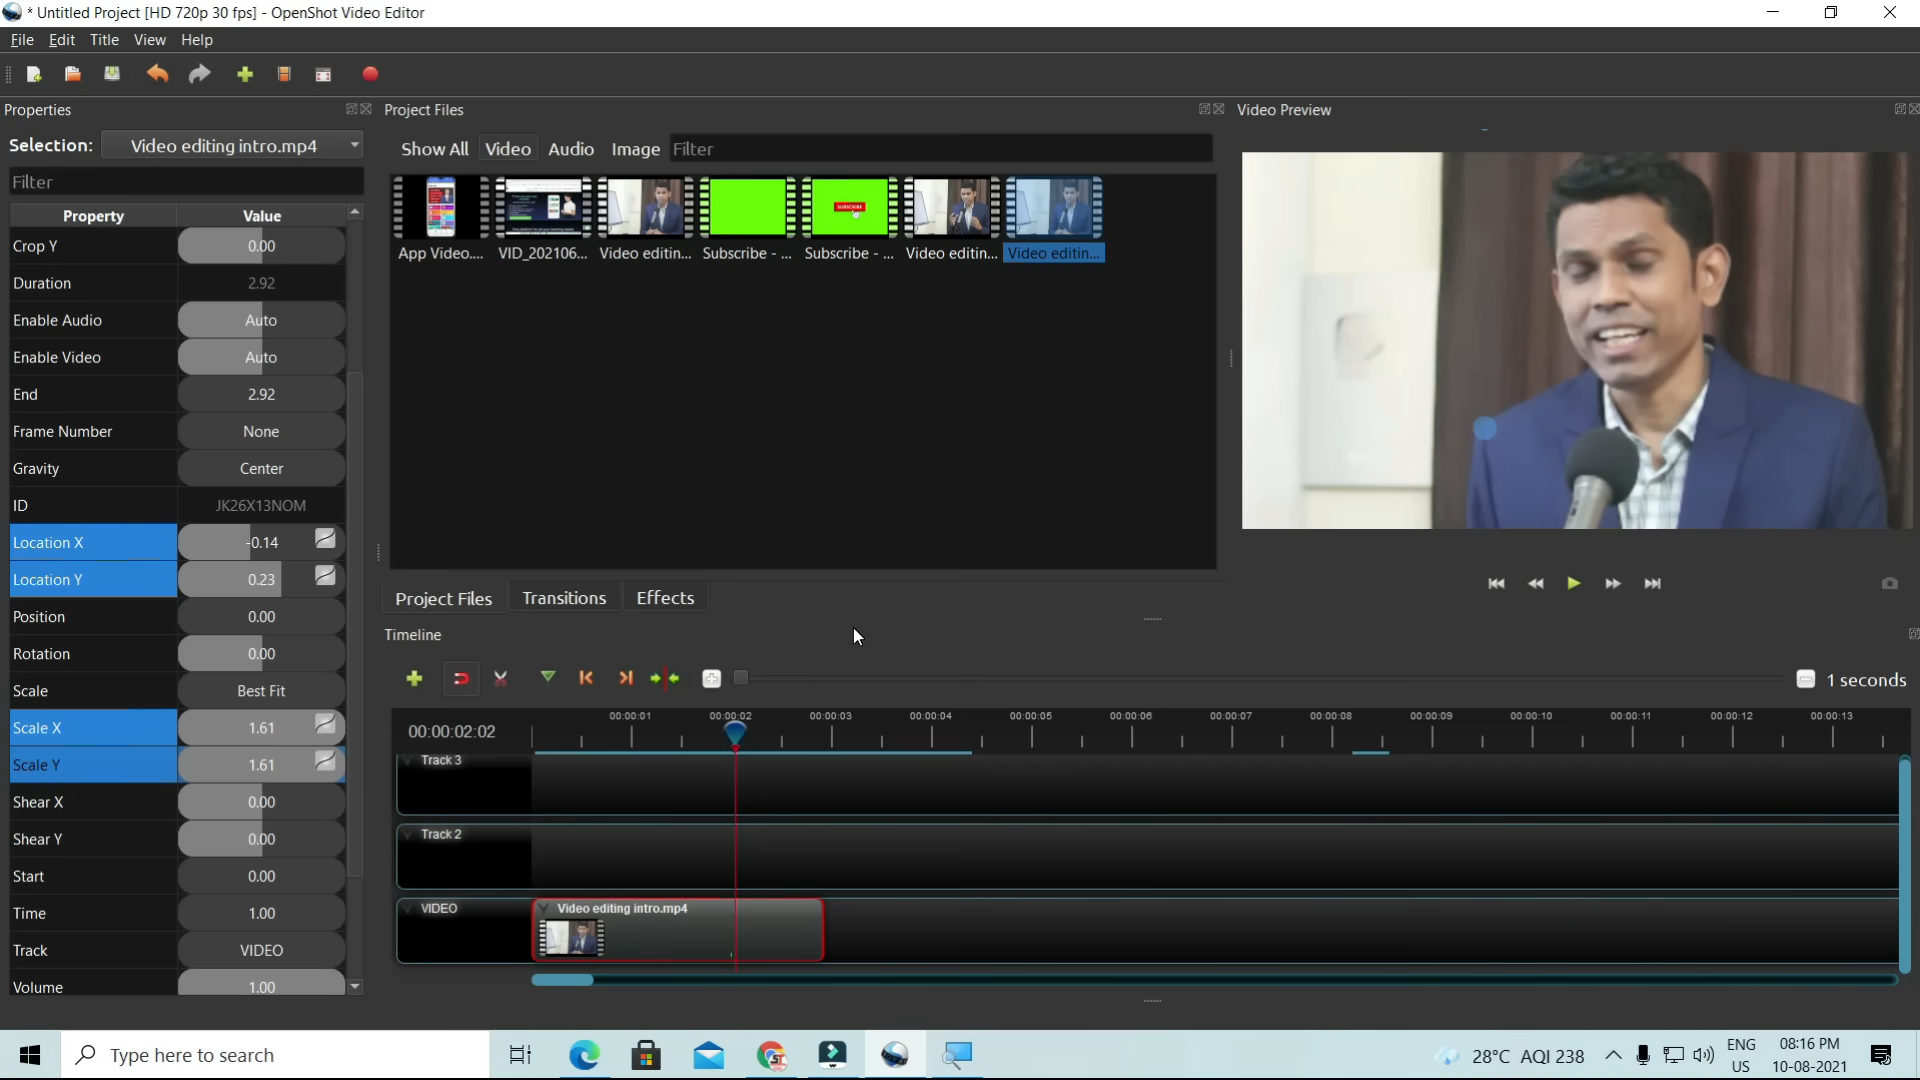 * Untitled Project [HD 720p 30 fps] - OpenShot Video Editor
File Edit Title View Help
Properties
Selection: Video editing intro.mp4
Filter
Property Value
Crop Y 0.00
Duration 2.92
Enable Audio Auto
Enable Video Auto
End 2.92
Frame Number None
Gravity Center
ID JK26X13NOM
Location X -0.14
Location Y 0.23
Position 0.00
Rotation 0.00
Scale Best Fit
Scale X 1.61
Scale Y 1.61
Shear X 0.00
Shear Y 0.00
Start 0.00
Time 1.00
Track VIDEO
Volume 1.00
Project Files
Show All Video Audio Image Filter
SUBSCRIBE
App Video.... VID_202106... Video editin... Subscribe - ... Subscribe - ... Video editin... Video editin...
Project Files Transitions Effects
Video Preview
Timeline
1 seconds
00:00:02:02
00:00:01 00:00:02 00:00:03 00:00:04 00:00:05 00:00:06 00:00:07 00:00:08 00:00:09 00:00:10 00:00:11 00:00:12 00:00:13
Track 3
Track 2
VIDEO Video editing intro.mp4
Type here to search
28°C AQI 238
ENG
US
08:16 PM
10-08-2021